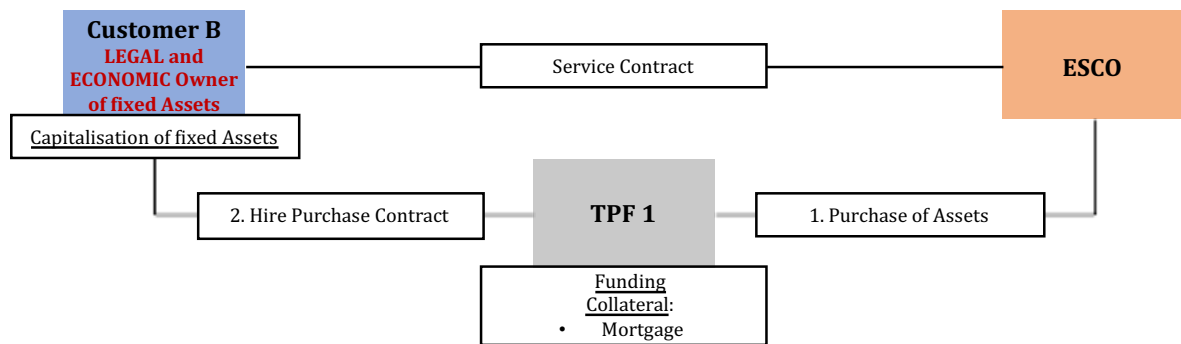 Customer B
LEGAL and
ECONOMIC Owner
of fixed Assets
Capitalisation of fixed Assets
Service Contract
ESCO
2. Hire Purchase Contract
TPF 1
1. Purchase of Assets
Funding
Collateral:
• Mortgage